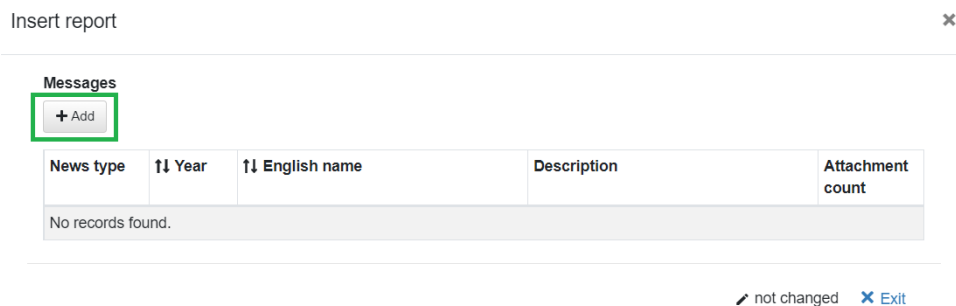 Insert report
Messages
Add
News type Year English name Description Attachment
count
No records found.
not changed Exit